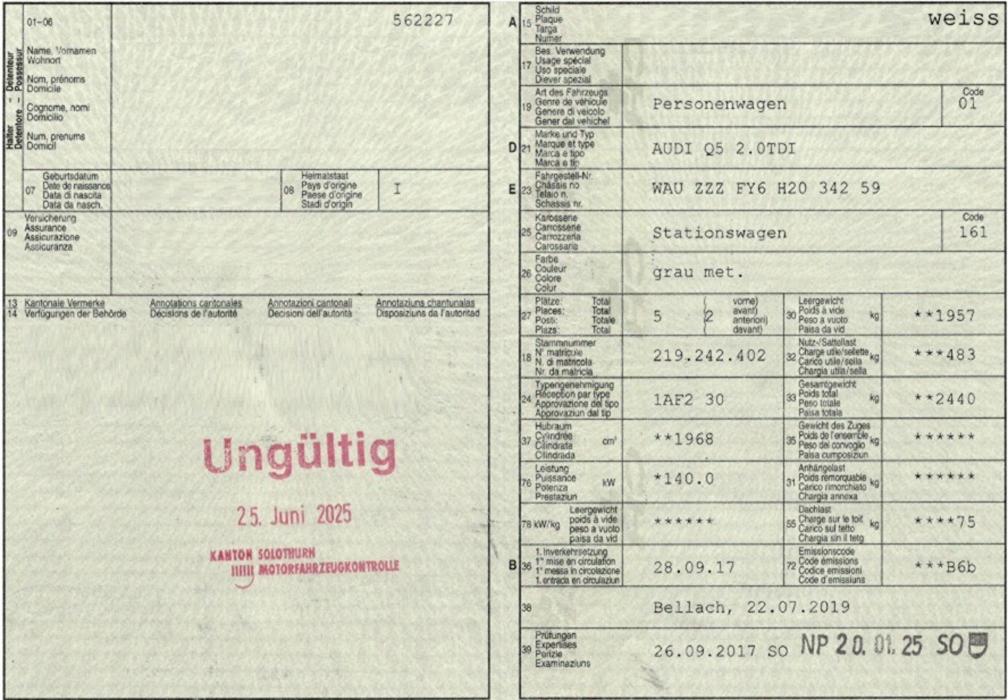 01-06
562227
Halter - Détenteur
Detentore - Possessur
Name, Vornamen
Wohnort
Nom, prénoms
Domicile
Cognome, nomi
Domicilio
Num, prenums
Domicil
07
Geburtsdatum
Date de naissance
Data di nascita
Data da nasch.
08
Heimatstaat
Pays d'origine
Paese d'origine
Stadi d'origin
I
09
Versicherung
Assurance
Assicurazione
Assicuranza
13 Kantonale Vermerke Annotations cantonales Annotazioni cantonali Annotaziuns chantunalas
14 Verfügungen der Behörde Décisions de l'autorité Decisioni dell'autorità Disposiziuns da l'autoritad
Ungültig
25. Juni 2025
KANTON SOLOTHURN
MOTORFAHRZEUGKONTROLLE
A 15
Schild
Plaque
Targa
Numer
weiss
17
Bes. Verwendung
Usage spécial
Uso speciale
Diever spezial
19
Art des Fahrzeugs
Genre de véhicule
Genere di veicolo
Gener dal vehichel
Personenwagen
Code
01
D 21
Marke und Typ
Marque et type
Marca e tipo
Marca e tip
AUDI Q5 2.0TDI
E 23
Fahrgestell-Nr.
Châssis no
Telaio n.
Schassis nr.
WAU ZZZ FY6 H20 342 59
25
Karosserie
Carrosserie
Carrozzeria
Carossaria
Stationswagen
Code
161
26
Farbe
Couleur
Colore
Colur
grau met.
27
Plätze: Total ( vorne)
Places: Total avant)
Posti: Totale anteriori)
Plazs: Total davant)
5 2
30
Leergewicht
Poids à vide
Peso a vuoto
Paisa da vid
kg
**1957
18
Stammnummer
N° matricule
N. di matricola
Nr. da matricla
219.242.402
32
Nutz-/Sattellast
Charge utile/sellette
Carico utile/sella
Chargia utila/sella
kg
***483
24
Typengenehmigung
Réception par type
Approvazione del tipo
Approvaziun dal tip
1AF2 30
33
Gesamtgewicht
Poids total
Peso totale
Paisa totala
kg
**2440
37
Hubraum
Cylindrée
Cilindrata
Cilindrada
cm³
**1968
35
Gewicht des Zuges
Poids de l'ensemble
Peso del convoglio
Paisa cumposiziun
kg
******
76
Leistung
Puissance
Potenza
Prestaziun
kW
*140.0
31
Anhängelast
Poids remorquable
Carico rimorchiato
Chargia annexa
kg
******
78 kW/kg
Leergewicht
poids à vide
peso a vuoto
paisa da vid
******
55
Dachlast
Charge sur le toit
Carico sul tetto
Chargia sin il tetg
kg
****75
B 36
1. Inverkehrsetzung
1re mise en circulation
1a messa in circolazione
1. entrada en circulaziun
28.09.17
72
Emissionscode
Code émissions
Codice emissioni
Code d'emissiuns
***B6b
38
Bellach, 22.07.2019
39
Prüfungen
Expertises
Perizie
Examinaziuns
26.09.2017 SO NP 20.01.25 SO